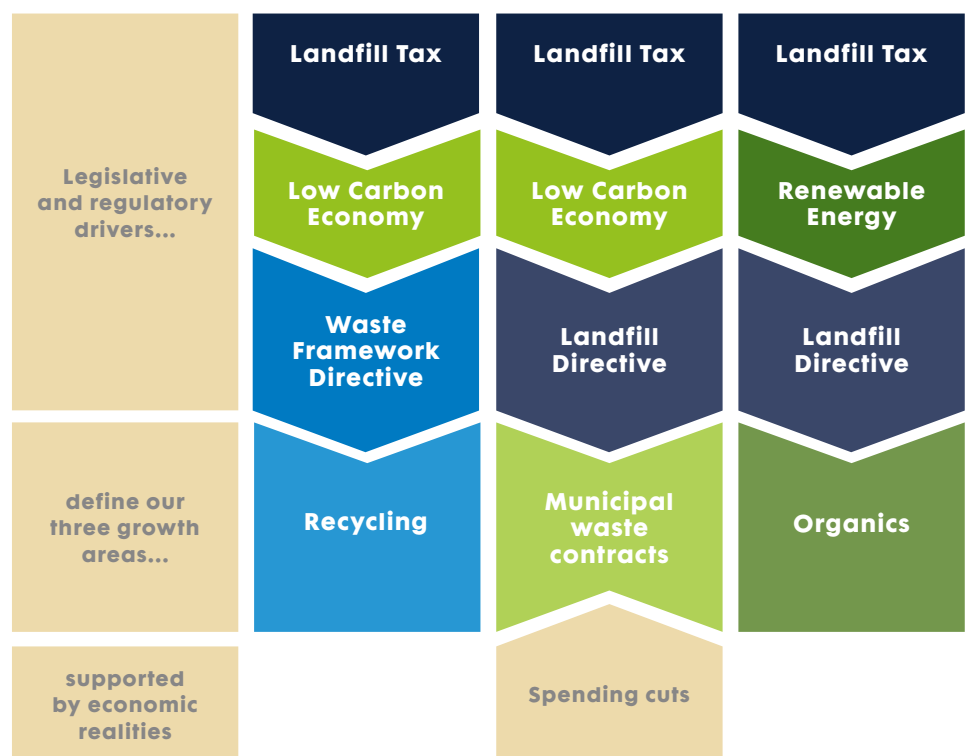 Landfill Tax
Landfill Tax
Landfill Tax
Legislative
and regulatory
drivers...
Low Carbon
Economy
Low Carbon
Economy
Renewable
Energy
Waste
Framework
Directive
Landfill
Directive
Landfill
Directive
define our
three growth
areas...
Recycling
Municipal
waste
contracts
Organics
supported
by economic
realities
Spending cuts